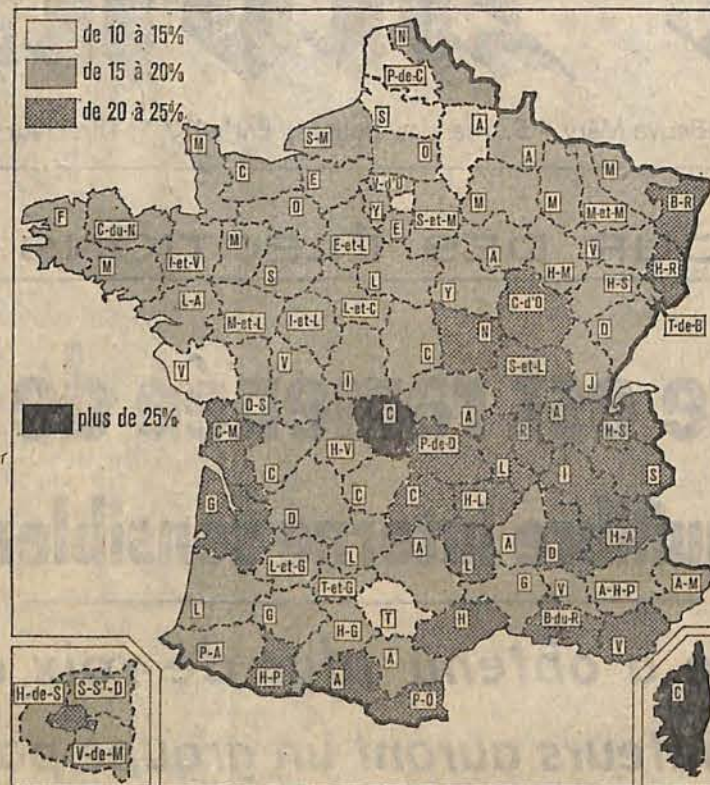 de 10 à 15%
de 15 à 20%
de 20 à 25%
N
P-de-C
S
A
S-M
O
A
M
C
E
V-d'O
M
M
M
O
Y
E
S-et-M
M-et-M
B-R
F
C-du-N
M
I-et-V
M
S
E-et-L
L
A
H-M
V
H-S
H-R
L-A
M-et-L
I-et-L
L-et-C
Y
C-d'O
D
T-de-B
V
V
C
N
S-et-L
J
D-S
I
plus de 25%
C
A
A
H-S
C-M
H-V
P-de-D
R
C
L
I
S
G
D
C
C
H-L
H-A
L-et-G
L
A
L
A
D
T-et-G
G
V
A-H-P
A-M
L
G
T
H
B-du-R
P-A
H-G
V
H-P
A
A
P-O
H-de-S
S-St-D
V-de-M
C